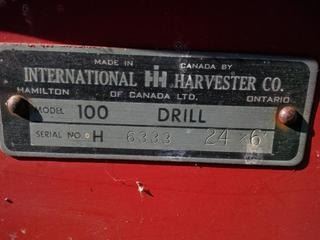 MADE IN CANADA BY
INTERNATIONAL IH HARVESTER CO.
HAMILTON OF CANADA LTD. ONTARIO
MODEL 100 DRILL
SERIAL NO. H 6333 24 x 6